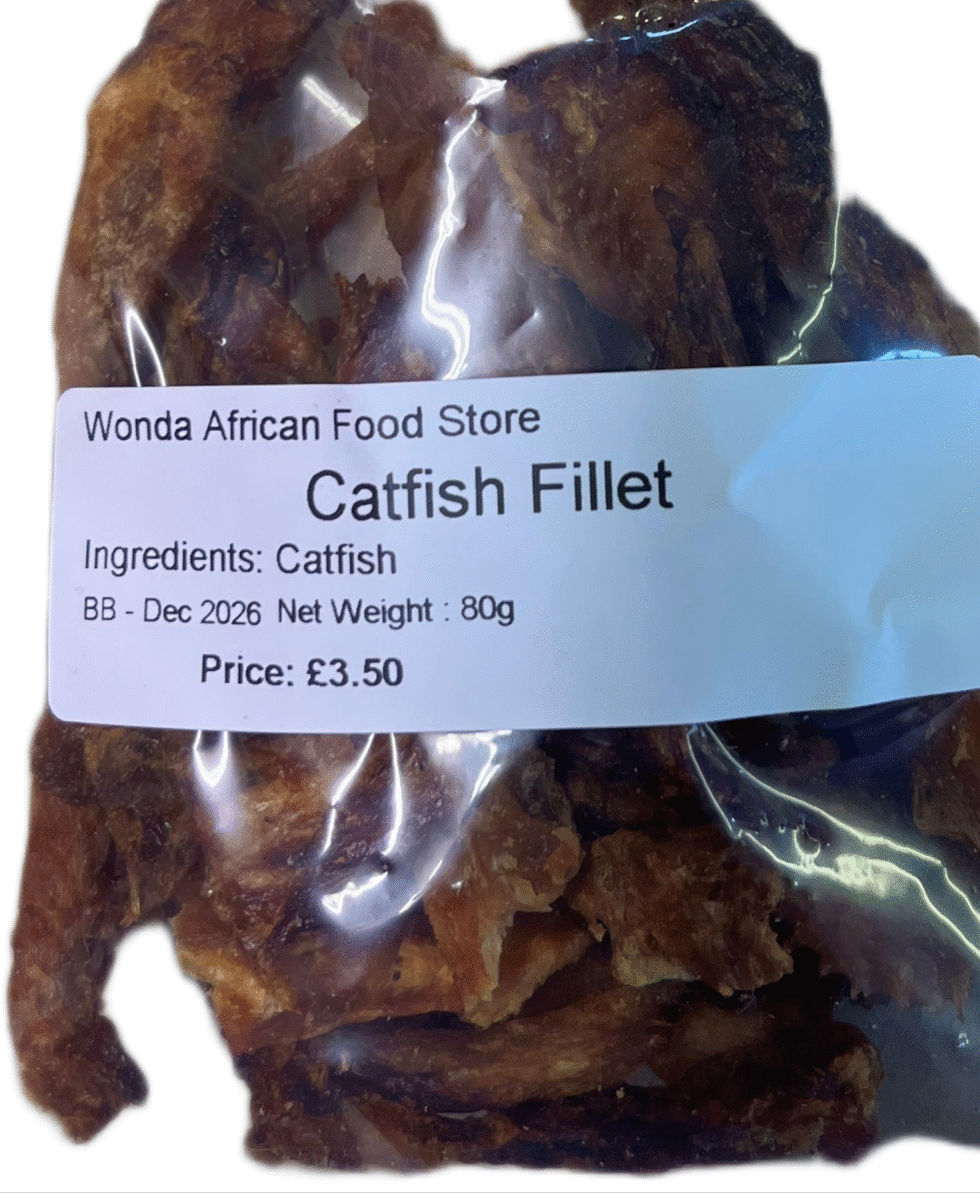 Wonda African Food Store
Catfish Fillet
Ingredients: Catfish
BB - Dec 2026 Net Weight : 80g
Price: £3.50